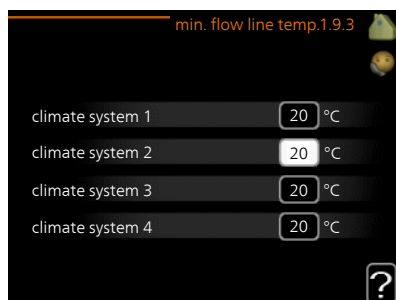 min. flow line temp.1.9.3
climate system 1 20 °C
climate system 2 20 °C
climate system 3 20 °C
climate system 4 20 °C
?